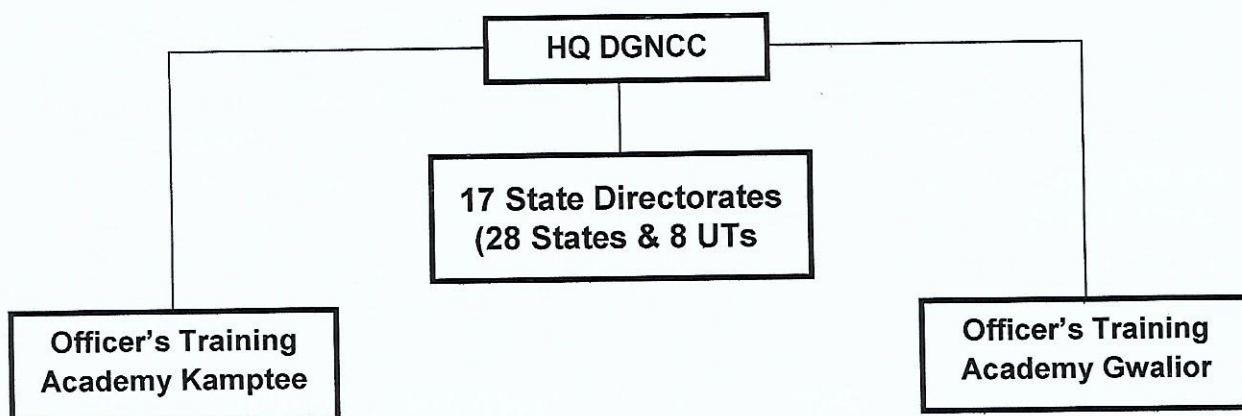 HQ DGNCC
17 State Directorates
(28 States & 8 UTs
Officer's Training
Academy Kamptee
Officer's Training
Academy Gwalior